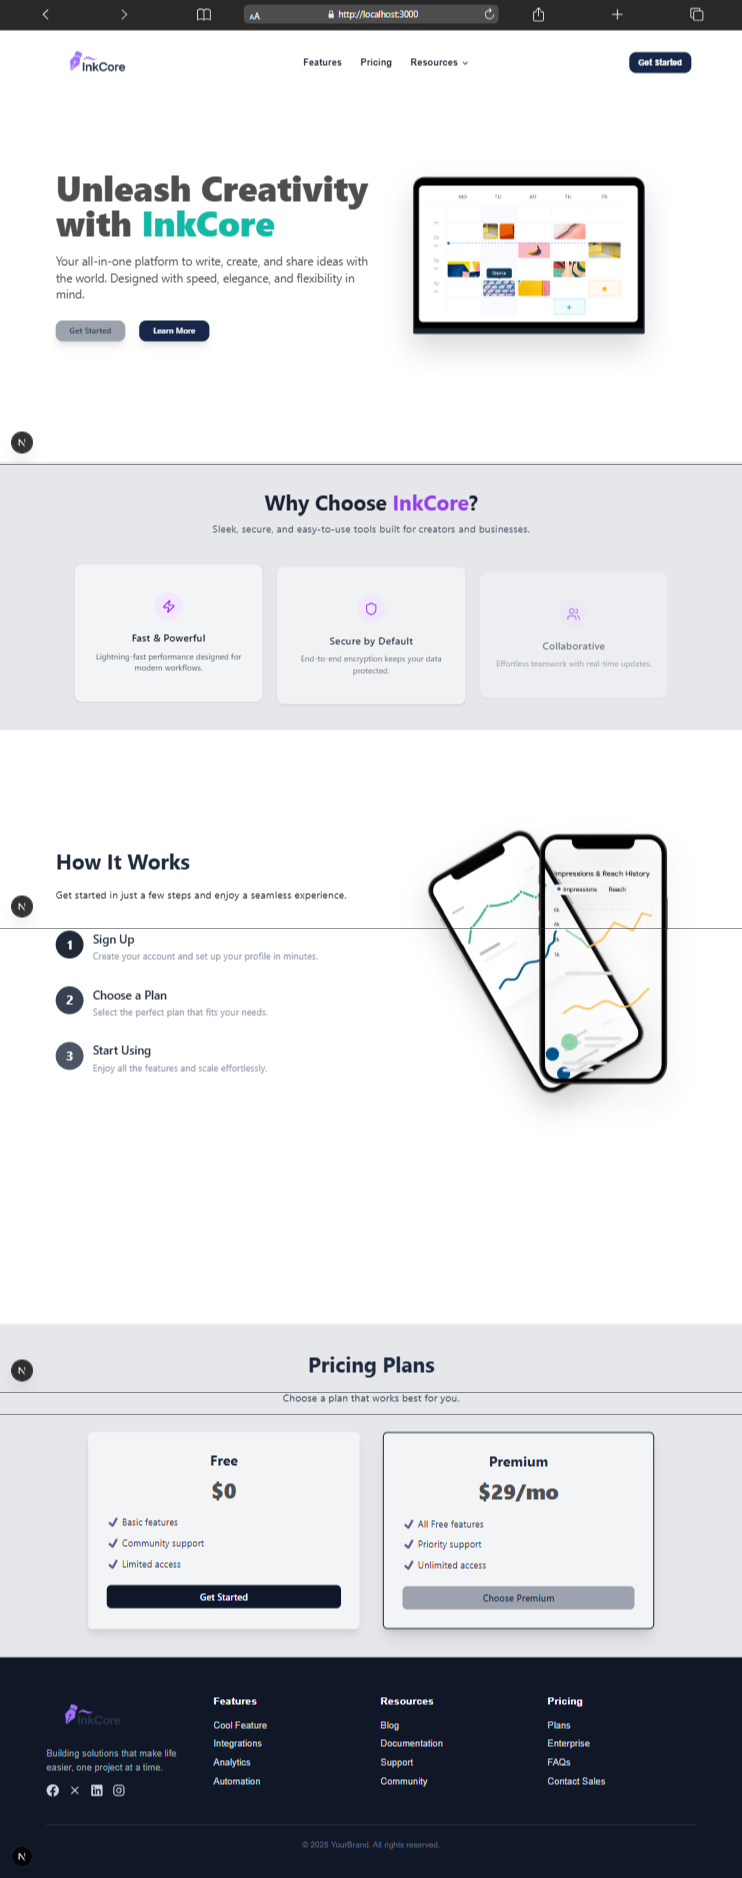 AA
http://localhost:3000
InkCore
Features
Pricing
Resources
Get Started
Unleash Creativity
with InkCore
Your all-in-one platform to write, create, and share ideas with
the world. Designed with speed, elegance, and flexibility in
mind.
Get Started
Learn More
MO
TU
WE
TH
FR
N
Why Choose InkCore?
Sleek, secure, and easy-to-use tools built for creators and businesses.
Fast & Powerful
Lightning-fast performance designed for
modern workflows.
Secure by Default
End-to-end encryption keeps your data
protected.
Collaborative
Effortless teamwork with real-time updates.
How It Works
Get started in just a few steps and enjoy a seamless experience.
N
1
Sign Up
Create your account and set up your profile in minutes.
2
Choose a Plan
Select the perfect plan that fits your needs.
3
Start Using
Enjoy all the features and scale effortlessly.
Impressions & Reach History
Impressions
Reach
6k
4k
1k
Pricing Plans
N
Choose a plan that works best for you.
Free
$0
Basic features
Community support
Limited access
Get Started
Premium
$29/mo
All Free features
Priority support
Unlimited access
Choose Premium
InkCore
Building solutions that make life
easier, one project at a time.
Features
Cool Feature
Integrations
Analytics
Automation
Resources
Blog
Documentation
Support
Community
Pricing
Plans
Enterprise
FAQs
Contact Sales
© 2025 YourBrand. All rights reserved.
N